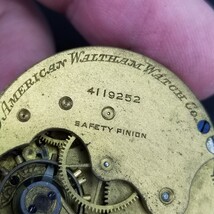 American Waltham Watch Co.
4119252
SAFETY PINION